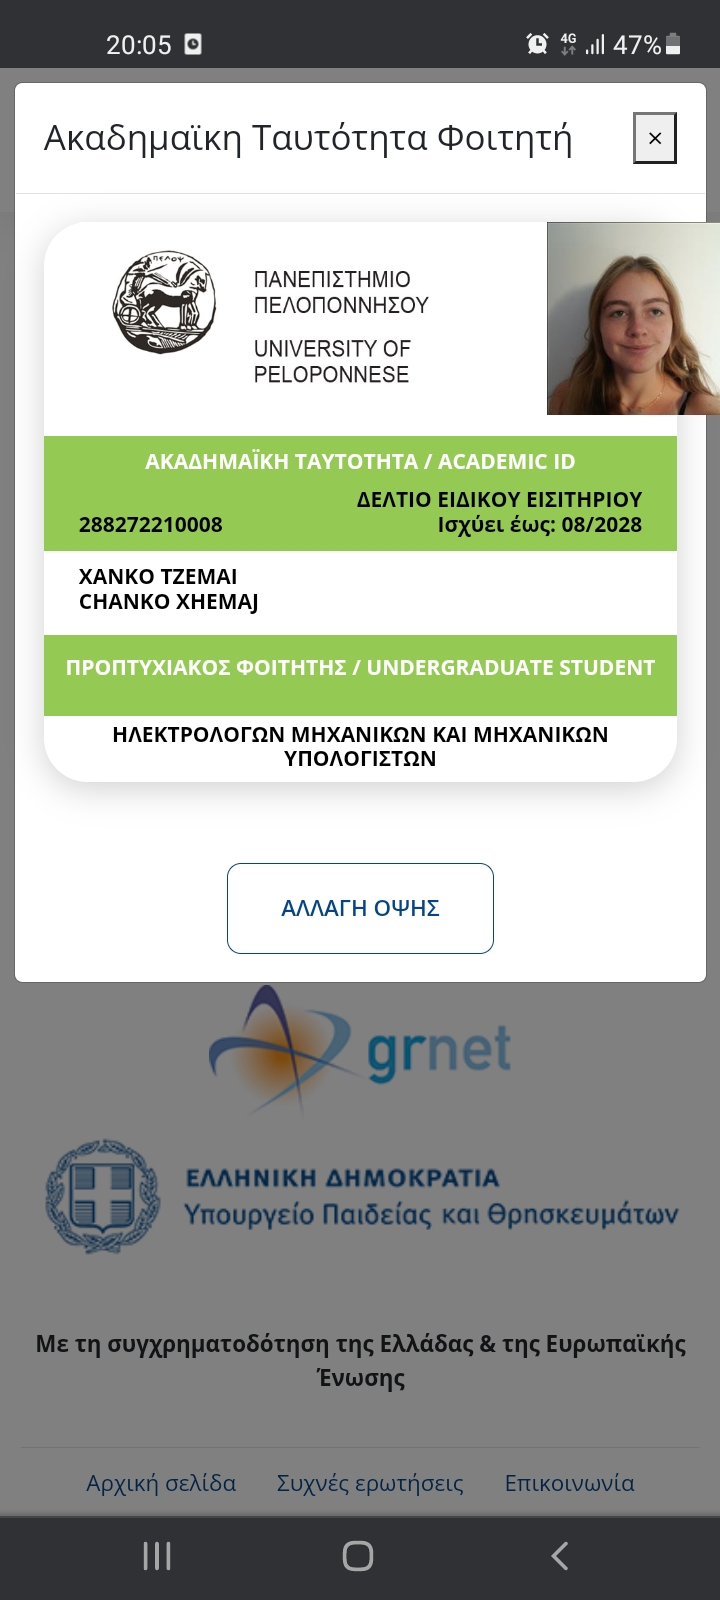 20:05
4G
47%
Ακαδημαϊκη Ταυτότητα Φοιτητή
×
ΠΕΛΟΨ
ΠΑΝΕΠΙΣΤΗΜΙΟ
ΠΕΛΟΠΟΝΝΗΣΟΥ
UNIVERSITY OF
PELOPONNESE
ΑΚΑΔΗΜΑΪΚΗ ΤΑΥΤΟΤΗΤΑ / ACADEMIC ID
ΔΕΛΤΙΟ ΕΙΔΙΚΟΥ ΕΙΣΙΤΗΡΙΟΥ
288272210008 Ισχύει έως: 08/2028
ΧΑΝΚΟ ΤΖΕΜΑΙ
CHANKO XHEMAJ
ΠΡΟΠΤΥΧΙΑΚΟΣ ΦΟΙΤΗΤΗΣ / UNDERGRADUATE STUDENT
ΗΛΕΚΤΡΟΛΟΓΩΝ ΜΗΧΑΝΙΚΩΝ ΚΑΙ ΜΗΧΑΝΙΚΩΝ
ΥΠΟΛΟΓΙΣΤΩΝ
ΑΛΛΑΓΗ ΟΨΗΣ
grnet
ΕΛΛΗΝΙΚΗ ΔΗΜΟΚΡΑΤΙΑ
Υπουργείο Παιδείας και Θρησκευμάτων
Με τη συγχρηματοδότηση της Ελλάδας & της Ευρωπαϊκής
Ένωσης
Αρχική σελίδα Συχνές ερωτήσεις Επικοινωνία